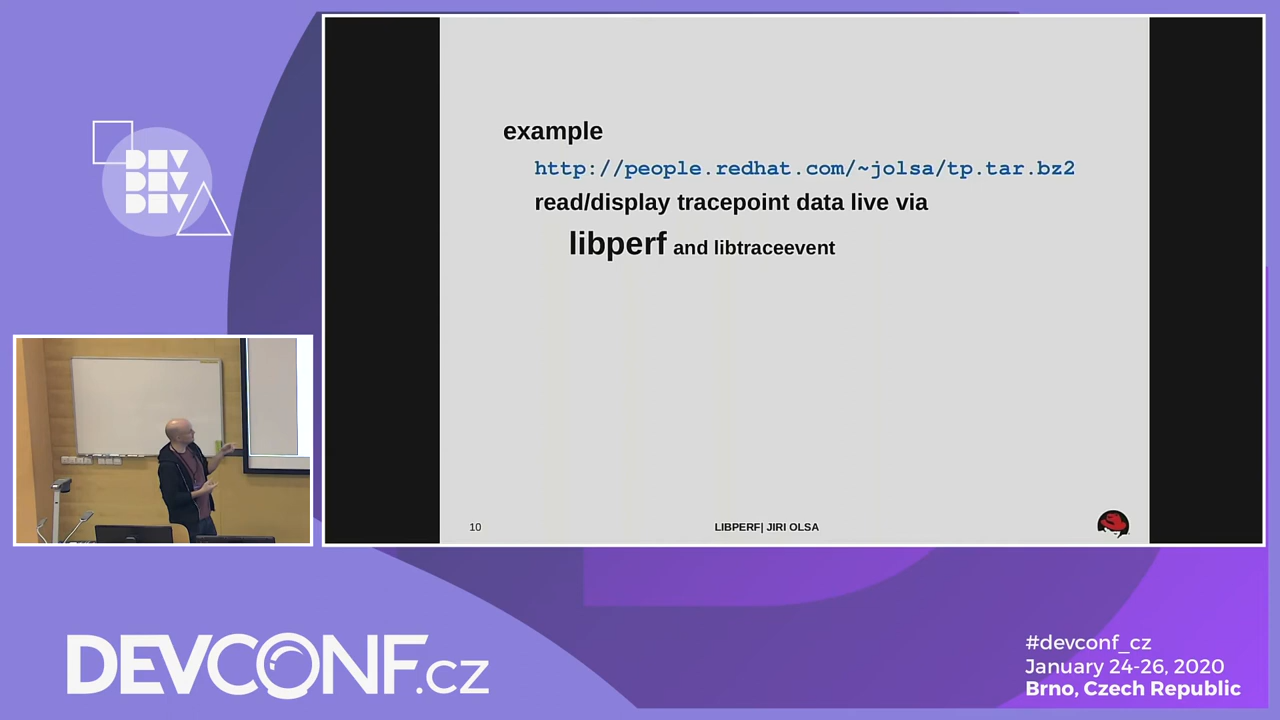 DEV
DEV
DEV
example
http://people.redhat.com/~jolsa/tp.tar.bz2
read/display tracepoint data live via
libperf and libtraceevent
10
LIBPERF| JIRI OLSA
DEVCONF.cz
#devconf_cz
January 24-26, 2020
Brno, Czech Republic